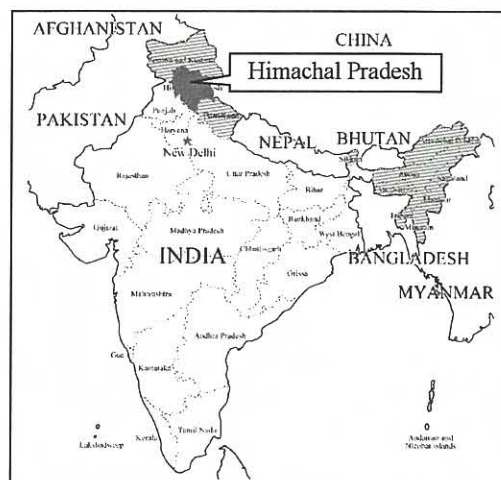 AFGHANISTAN
CHINA
Himachal Pradesh
PAKISTAN
Punjab
Haryana
New Delhi
NEPAL
BHUTAN
Sikkim
Rajasthan
Uttar Pradesh
Bihar
Assam
Nagaland
Gujarat
Madhya Pradesh
Jharkhand
West Bengal
INDIA
Chhattisgarh
BANGLADESH
Orissa
MYANMAR
Maharashtra
Andhra Pradesh
Goa
Karnataka
Lakshadweep
Kerala
Tamil Nadu
Andaman and
Nicobar islands